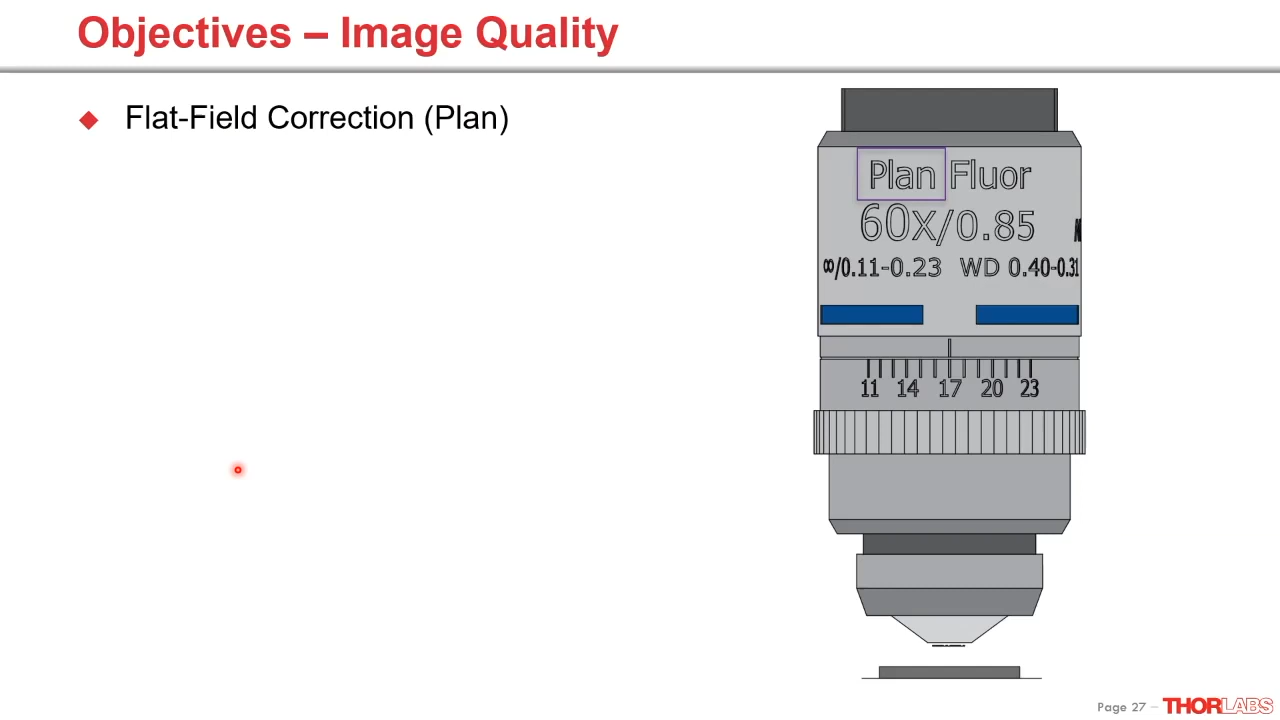 Objectives – Image Quality
Flat-Field Correction (Plan)
Plan Fluor
60x/0.85
∞/0.11-0.23 WD 0.40-0.31
11 14 17 20 23
Page 27 – THORLABS